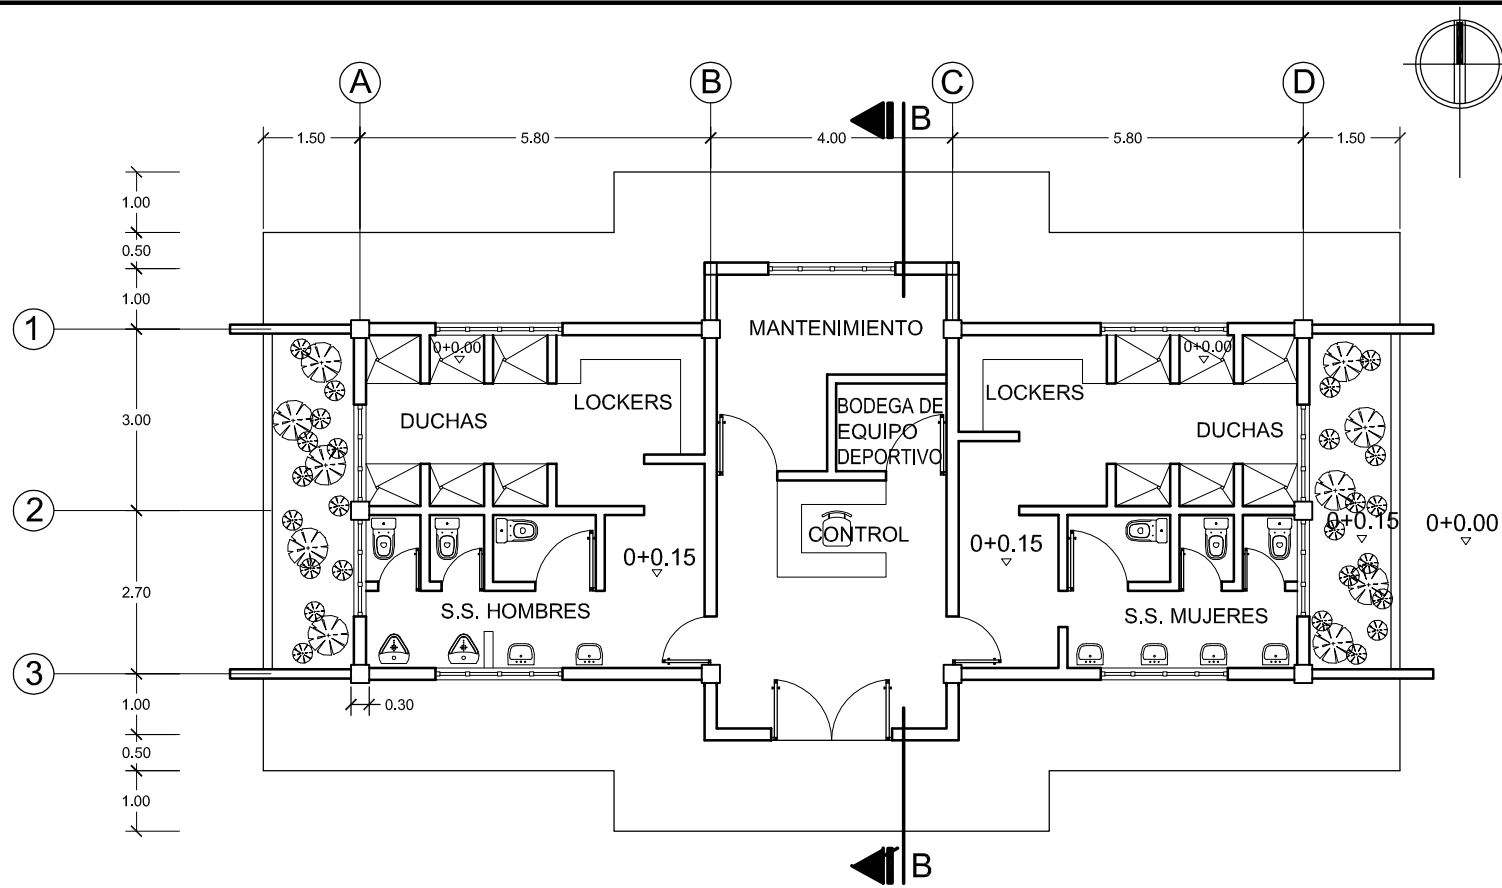 A B C D
B
1.50 5.80 4.00 5.80 1.50
1.00
0.50
1.00
1
MANTENIMIENTO
0+0.00
0+0.00
LOCKERS
LOCKERS
BODEGA DE
EQUIPO
DEPORTIVO
3.00
DUCHAS
DUCHAS
2
CONTROL
0+0.15
0+0.00
0+0.15
0+0.15
2.70
S.S. HOMBRES
S.S. MUJERES
3
0.30
1.00
0.50
1.00
B